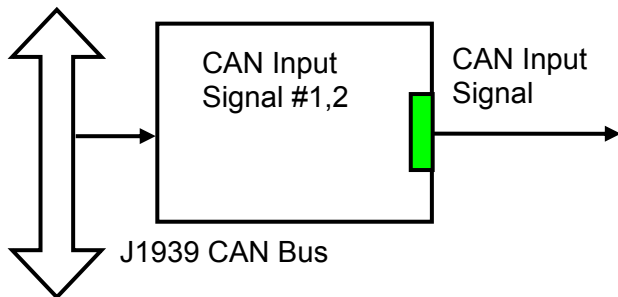 CAN Input
Signal #1,2
CAN Input
Signal
J1939 CAN Bus